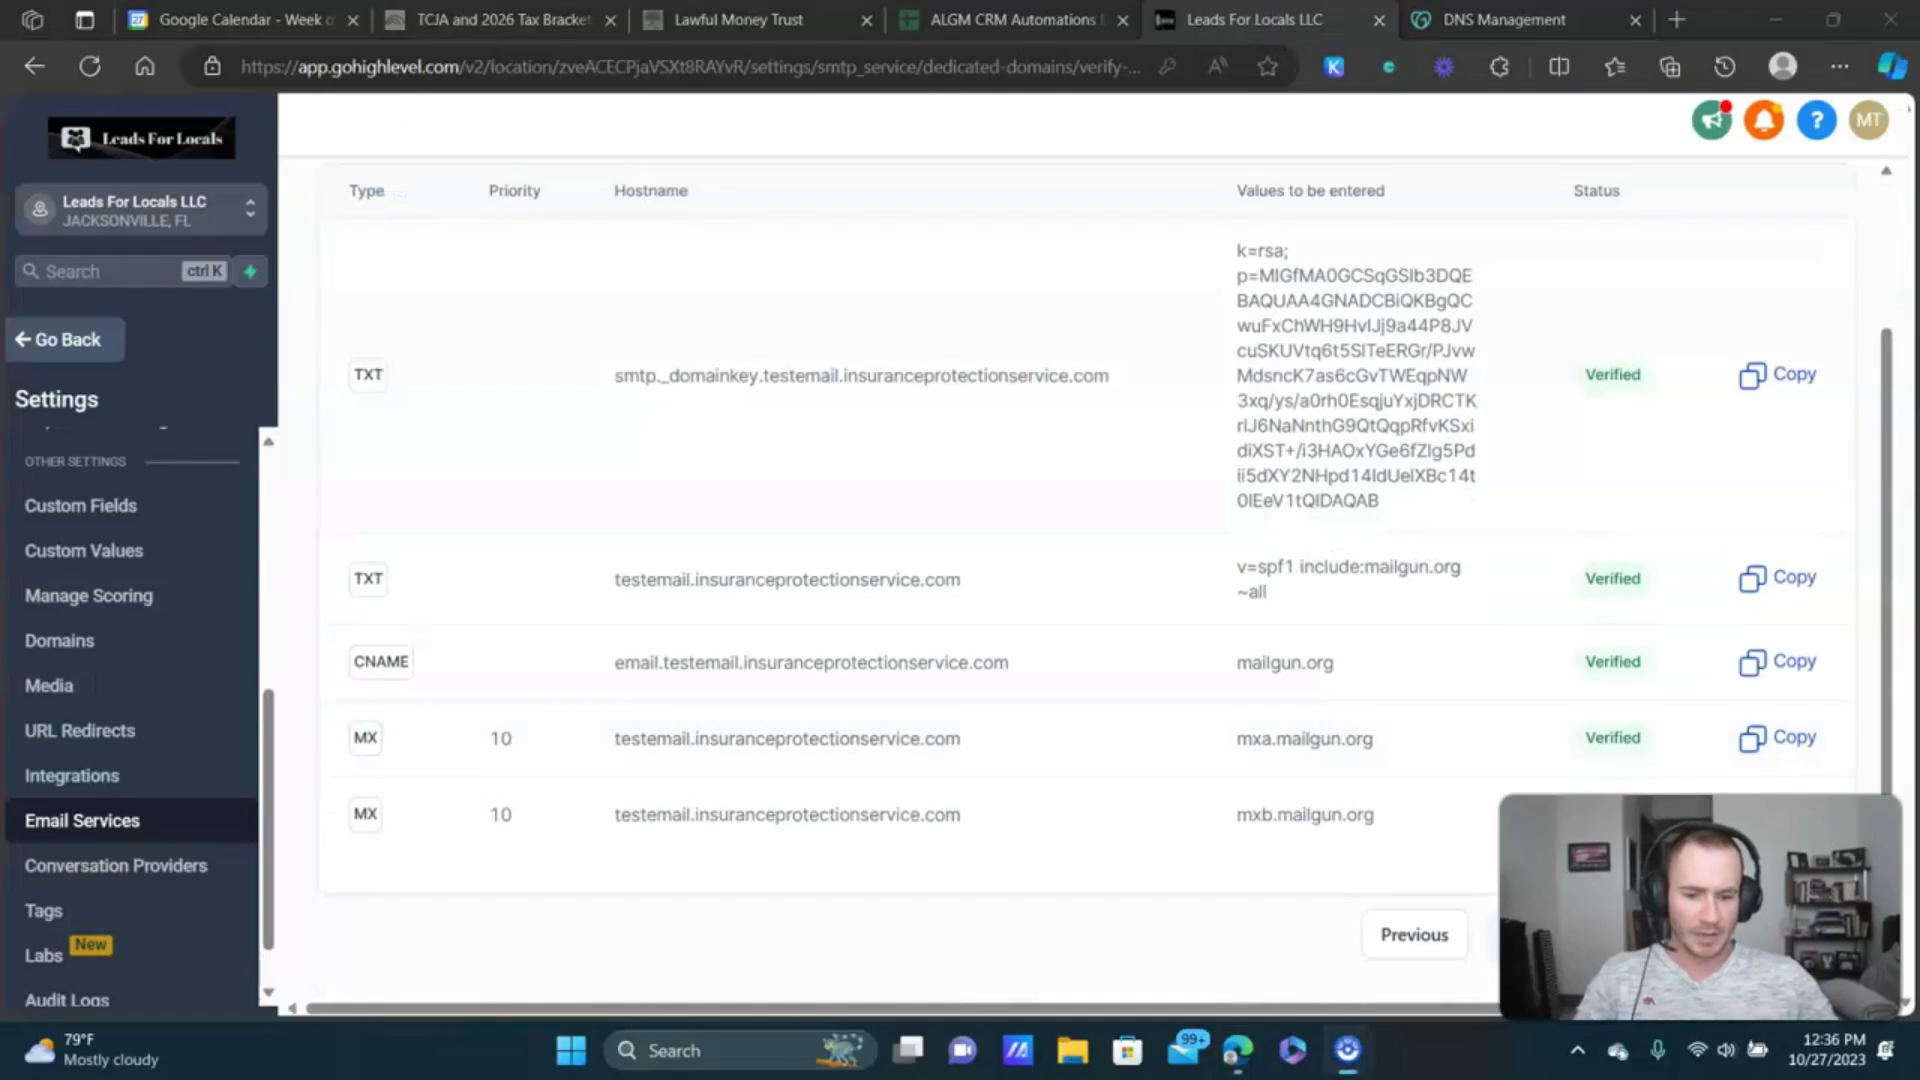 Google Calendar - Week o
TCJA and 2026 Tax Bracket
Lawful Money Trust
ALGM CRM Automations
Leads For Locals LLC
DNS Management
https://app.gohighlevel.com/v2/location/zveACECPjaVSXt8RAYvR/settings/smtp_service/dedicated-domains/verify-...
Leads For Locals
MT
Leads For Locals LLC
JACKSONVILLE, FL
Search ctrl K
Go Back
Settings
OTHER SETTINGS
Custom Fields
Custom Values
Manage Scoring
Domains
Media
URL Redirects
Integrations
Email Services
Conversation Providers
Tags
Labs New
Audit Logs
Type Priority Hostname Values to be entered Status
k=rsa;
p=MIGfMA0GCSqGSIb3DQE
BAQUAA4GNADCBiQKBgQC
wuFxChWH9HvIJj9a44P8JV
cuSKUVtq6t5SlTeERGr/PJvw
MdsncK7as6cGvTWEqpNW
3xq/ys/a0rh0EsqjuYxjDRCTK
rlJ6NaNnthG9QtQqpRfvKSxi
diXST+/i3HAOxYGe6fZlg5Pd
ii5dXY2NHpd14IdUelXBc14t
0lEeV1tQIDAQAB
TXT smtp._domainkey.testemail.insuranceprotectionservice.com Verified Copy
TXT testemail.insuranceprotectionservice.com v=spf1 include:mailgun.org
~all Verified Copy
CNAME email.testemail.insuranceprotectionservice.com mailgun.org Verified Copy
MX 10 testemail.insuranceprotectionservice.com mxa.mailgun.org Verified Copy
MX 10 testemail.insuranceprotectionservice.com mxb.mailgun.org
Previous
79°F
Mostly cloudy
Search
99+
12:36 PM
10/27/2023